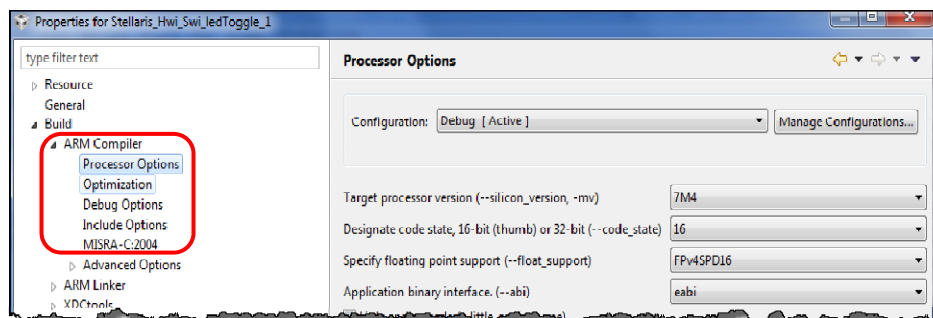 Properties for Stellaris_Hwi_Swi_ledToggle_1
type filter text
Resource
General
Build
ARM Compiler
Processor Options
Optimization
Debug Options
Include Options
MISRA-C:2004
Advanced Options
ARM Linker
XDCtools
Processor Options
Configuration: Debug [ Active ] Manage Configurations...
Target processor version (--silicon_version, -mv) 7M4
Designate code state, 16-bit (thumb) or 32-bit (--code_state) 16
Specify floating point support (--float_support) FPv4SPD16
Application binary interface. (--abi) eabi